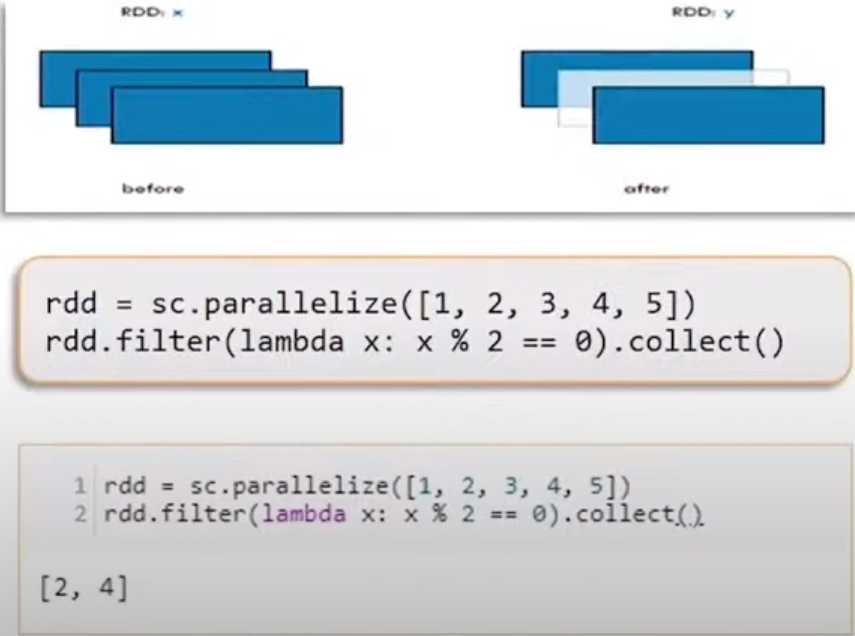 RDD: x
RDD: y
before
after
rdd = sc.parallelize([1, 2, 3, 4, 5])
rdd.filter(lambda x: x % 2 == 0).collect()
1 rdd = sc.parallelize([1, 2, 3, 4, 5])
2 rdd.filter(lambda x: x % 2 == 0).collect()
[2, 4]